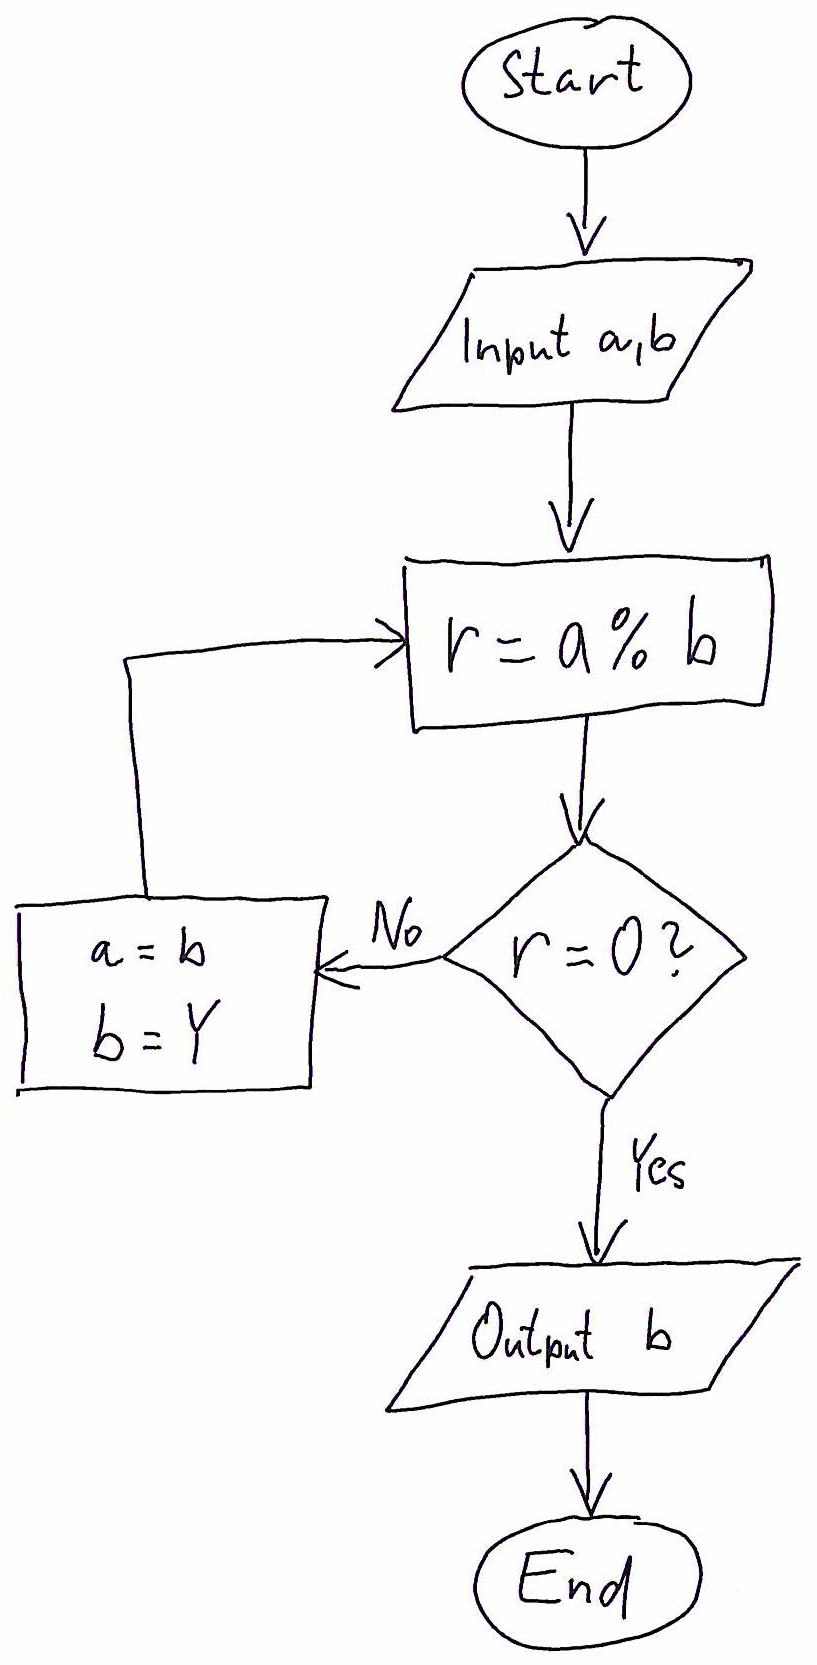 Start
Input a,b
r = a % b
r = 0 ?
No
a = b
b = Y
Yes
Output b
End